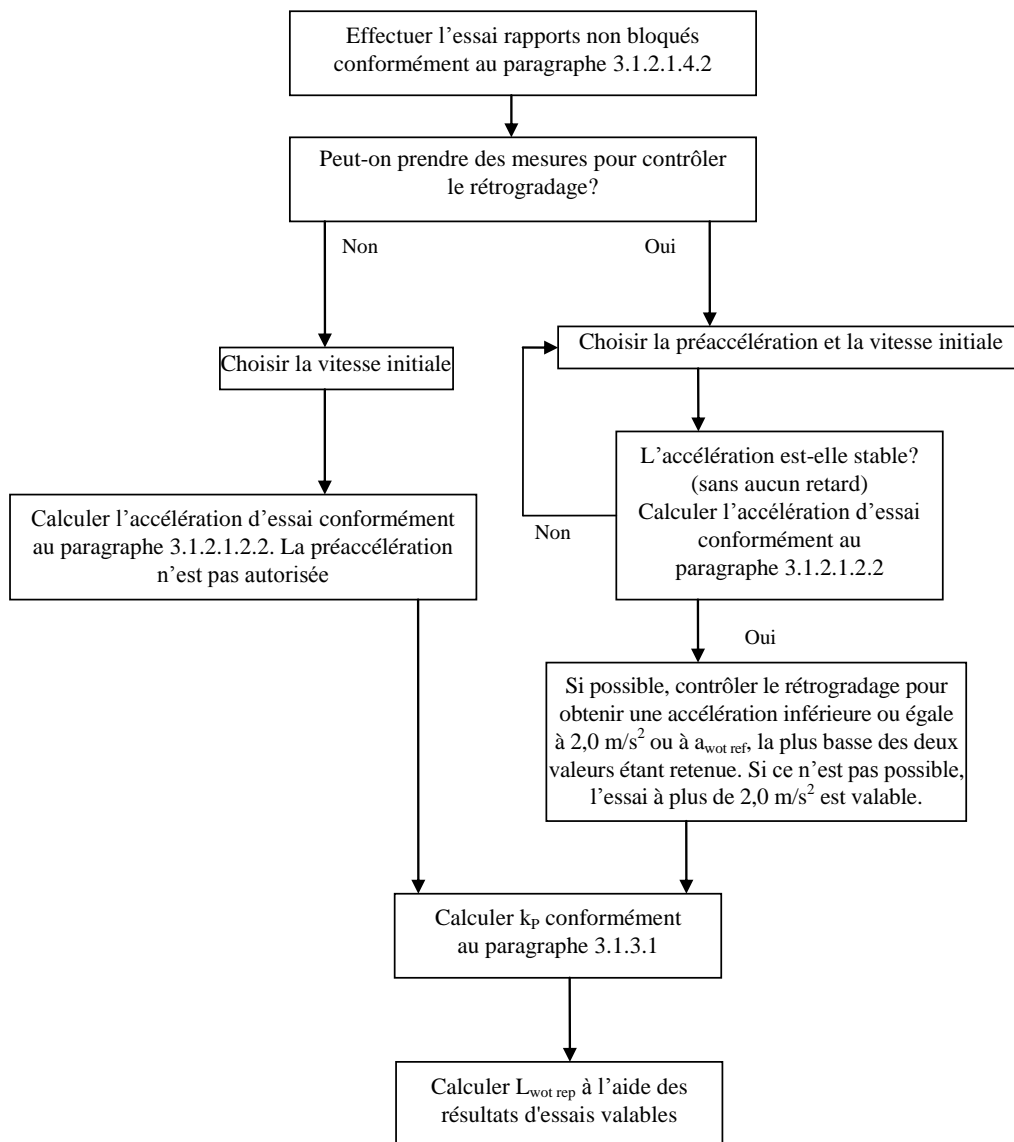 Effectuer l'essai rapports non bloqués
conformément au paragraphe 3.1.2.1.4.2
Peut-on prendre des mesures pour contrôler
le rétrogradage?
Non
Oui
Choisir la vitesse initiale
Choisir la préaccélération et la vitesse initiale
Calculer l'accélération d'essai conformément
au paragraphe 3.1.2.1.2.2. La préaccélération
n'est pas autorisée
L'accélération est-elle stable?
(sans aucun retard)
Calculer l'accélération d'essai
conformément au
paragraphe 3.1.2.1.2.2
Non
Oui
Si possible, contrôler le rétrogradage pour
obtenir une accélération inférieure ou égale
à 2,0 m/s² ou à a_wot ref, la plus basse des deux
valeurs étant retenue. Si ce n'est pas possible,
l'essai à plus de 2,0 m/s² est valable.
Calculer k_P conformément
au paragraphe 3.1.3.1
Calculer L_wot rep à l'aide des
résultats d'essais valables